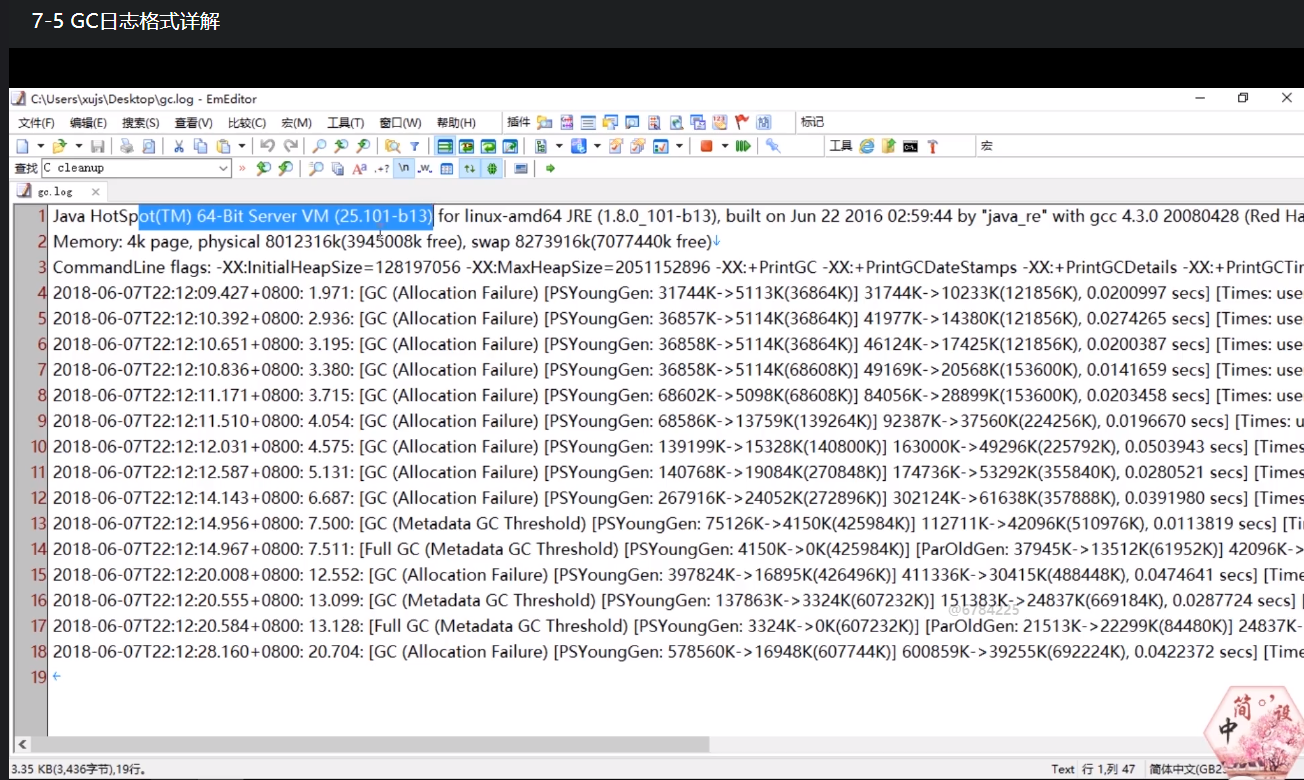 7-5 GC日志格式详解
C:\Users\xujs\Desktop\gc.log - EmEditor
文件(F) 编辑(E) 搜索(S) 查看(V) 比较(C) 宏(M) 工具(T) 窗口(W) 帮助(H) 插件 标记
工具 宏
查找 C cleanup
gc.log
1 Java HotSpot(TM) 64-Bit Server VM (25.101-b13) for linux-amd64 JRE (1.8.0_101-b13), built on Jun 22 2016 02:59:44 by "java_re" with gcc 4.3.0 20080428 (Red Ha
2 Memory: 4k page, physical 8012316k(3945008k free), swap 8273916k(7077440k free)↓
3 CommandLine flags: -XX:InitialHeapSize=128197056 -XX:MaxHeapSize=2051152896 -XX:+PrintGC -XX:+PrintGCDateStamps -XX:+PrintGCDetails -XX:+PrintGCTir
4 2018-06-07T22:12:09.427+0800: 1.971: [GC (Allocation Failure) [PSYoungGen: 31744K->5113K(36864K)] 31744K->10233K(121856K), 0.0200997 secs] [Times: use
5 2018-06-07T22:12:10.392+0800: 2.936: [GC (Allocation Failure) [PSYoungGen: 36857K->5114K(36864K)] 41977K->14380K(121856K), 0.0274265 secs] [Times: use
6 2018-06-07T22:12:10.651+0800: 3.195: [GC (Allocation Failure) [PSYoungGen: 36858K->5114K(36864K)] 46124K->17425K(121856K), 0.0200387 secs] [Times: use
7 2018-06-07T22:12:10.836+0800: 3.380: [GC (Allocation Failure) [PSYoungGen: 36858K->5114K(68608K)] 49169K->20568K(153600K), 0.0141659 secs] [Times: use
8 2018-06-07T22:12:11.171+0800: 3.715: [GC (Allocation Failure) [PSYoungGen: 68602K->5098K(68608K)] 84056K->28899K(153600K), 0.0203458 secs] [Times: use
9 2018-06-07T22:12:11.510+0800: 4.054: [GC (Allocation Failure) [PSYoungGen: 68586K->13759K(139264K)] 92387K->37560K(224256K), 0.0196670 secs] [Times: u
10 2018-06-07T22:12:12.031+0800: 4.575: [GC (Allocation Failure) [PSYoungGen: 139199K->15328K(140800K)] 163000K->49296K(225792K), 0.0503943 secs] [Times
11 2018-06-07T22:12:12.587+0800: 5.131: [GC (Allocation Failure) [PSYoungGen: 140768K->19084K(270848K)] 174736K->53292K(355840K), 0.0280521 secs] [Times
12 2018-06-07T22:12:14.143+0800: 6.687: [GC (Allocation Failure) [PSYoungGen: 267916K->24052K(272896K)] 302124K->61638K(357888K), 0.0391980 secs] [Times
13 2018-06-07T22:12:14.956+0800: 7.500: [GC (Metadata GC Threshold) [PSYoungGen: 75126K->4150K(425984K)] 112711K->42096K(510976K), 0.0113819 secs] [Ti
14 2018-06-07T22:12:14.967+0800: 7.511: [Full GC (Metadata GC Threshold) [PSYoungGen: 4150K->0K(425984K)] [ParOldGen: 37945K->13512K(61952K)] 42096K->
15 2018-06-07T22:12:20.008+0800: 12.552: [GC (Allocation Failure) [PSYoungGen: 397824K->16895K(426496K)] 411336K->30415K(488448K), 0.0474641 secs] [Time
16 2018-06-07T22:12:20.555+0800: 13.099: [GC (Metadata GC Threshold) [PSYoungGen: 137863K->3324K(607232K)] 151383K->24837K(669184K), 0.0287724 secs] [
@6784225
17 2018-06-07T22:12:20.584+0800: 13.128: [Full GC (Metadata GC Threshold) [PSYoungGen: 3324K->0K(607232K)] [ParOldGen: 21513K->22299K(84480K)] 24837K-
18 2018-06-07T22:12:28.160+0800: 20.704: [GC (Allocation Failure) [PSYoungGen: 578560K->16948K(607744K)] 600859K->39255K(692224K), 0.0422372 secs] [Time
19 ←
简
中 设
3.35 KB(3,436字节),19行。 Text 行 1,列 47 简体中文(GB2